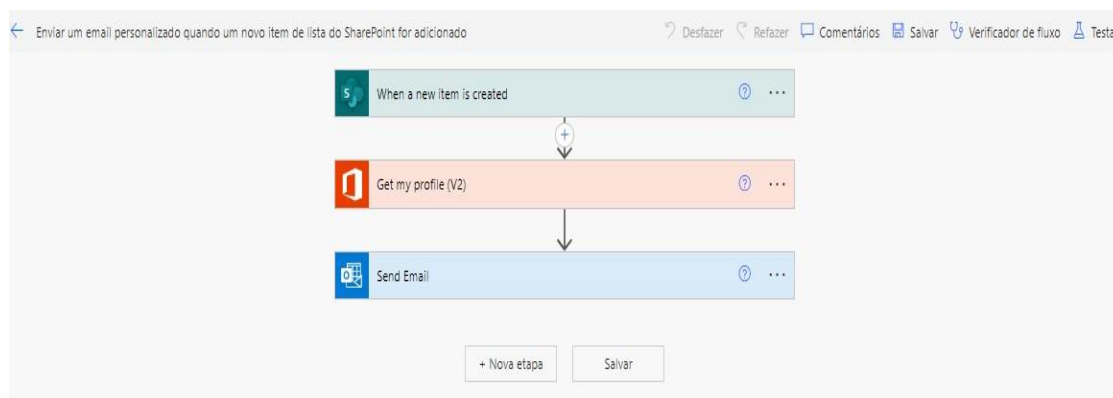 Enviar um email personalizado quando um novo item de lista do SharePoint for adicionado
Desfazer Refazer Comentários Salvar Verificador de fluxo Testa
When a new item is created
Get my profile (V2)
Send Email
+ Nova etapa Salvar